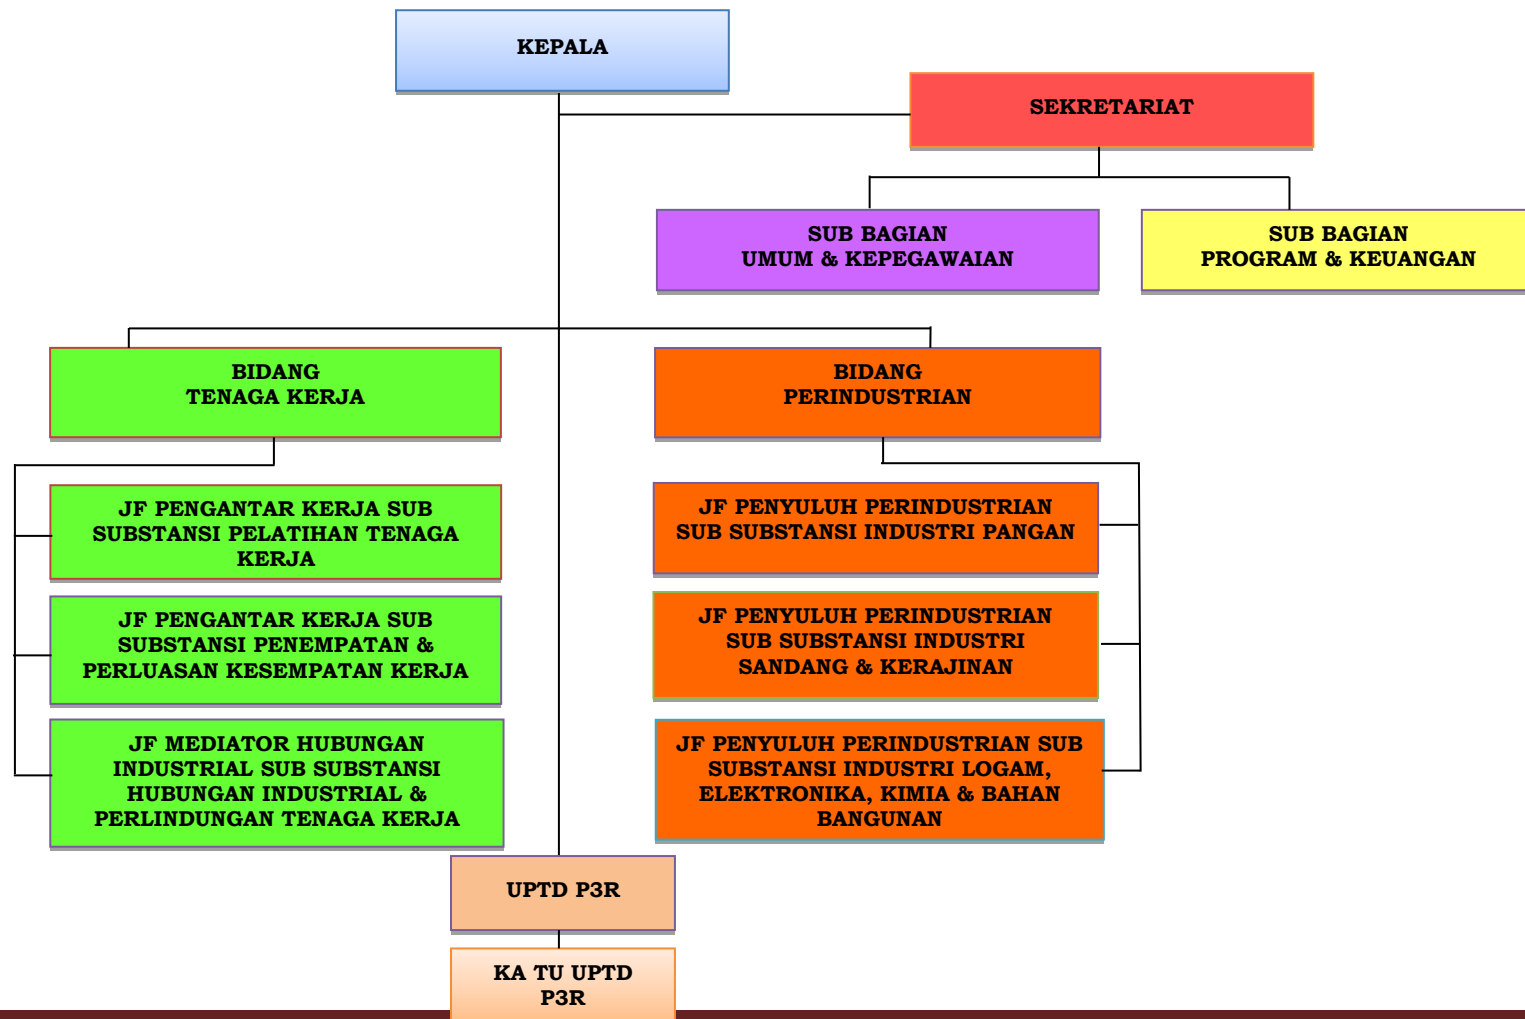 KEPALA
SEKRETARIAT
SUB BAGIAN
UMUM & KEPEGAWAIAN
SUB BAGIAN
PROGRAM & KEUANGAN
BIDANG
TENAGA KERJA
BIDANG
PERINDUSTRIAN
JF PENGANTAR KERJA SUB
SUBSTANSI PELATIHAN TENAGA
KERJA
JF PENGANTAR KERJA SUB
SUBSTANSI PENEMPATAN &
PERLUASAN KESEMPATAN KERJA
JF MEDIATOR HUBUNGAN
INDUSTRIAL SUB SUBSTANSI
HUBUNGAN INDUSTRIAL &
PERLINDUNGAN TENAGA KERJA
JF PENYULUH PERINDUSTRIAN
SUB SUBSTANSI INDUSTRI PANGAN
JF PENYULUH PERINDUSTRIAN
SUB SUBSTANSI INDUSTRI
SANDANG & KERAJINAN
JF PENYULUH PERINDUSTRIAN SUB
SUBSTANSI INDUSTRI LOGAM,
ELEKTRONIKA, KIMIA & BAHAN
BANGUNAN
UPTD P3R
KA TU UPTD
P3R